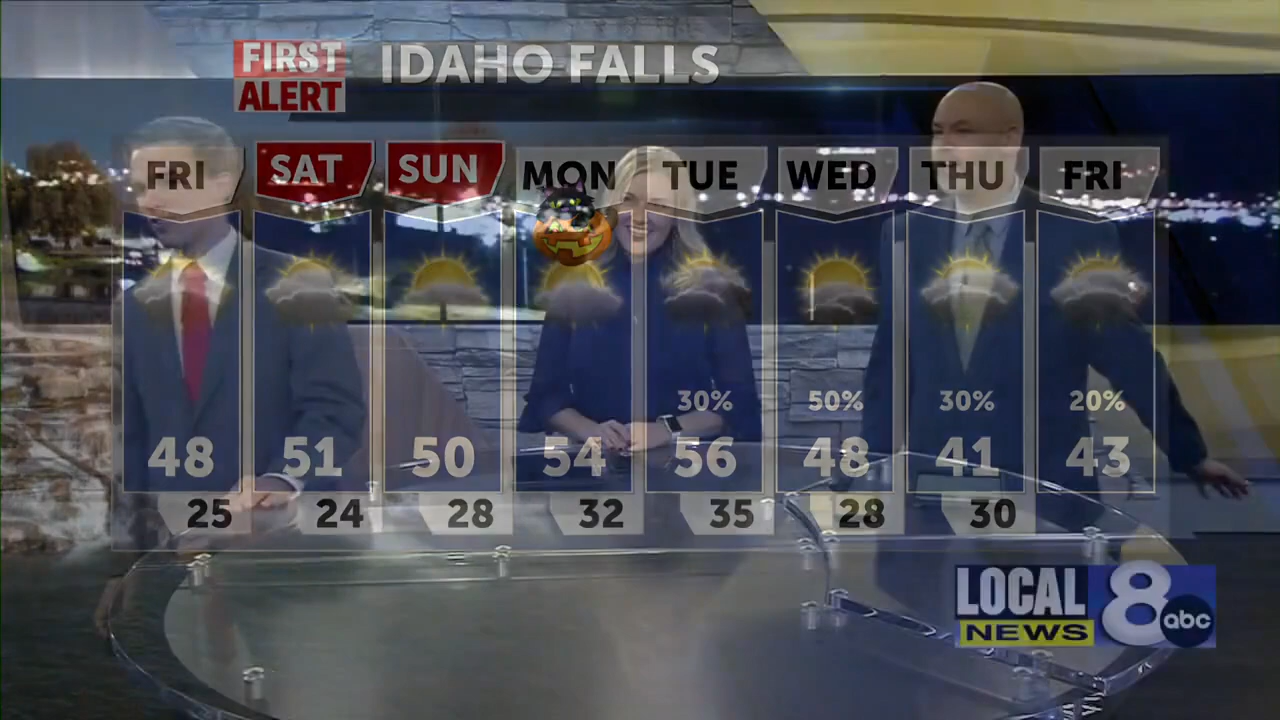 FIRST
ALERT
IDAHO FALLS
FRI SAT SUN MON TUE WED THU FRI
30% 50% 30% 20%
48 51 50 54 56 48 41 43
25 24 28 32 35 28 30
LOCAL
NEWS
8
abc